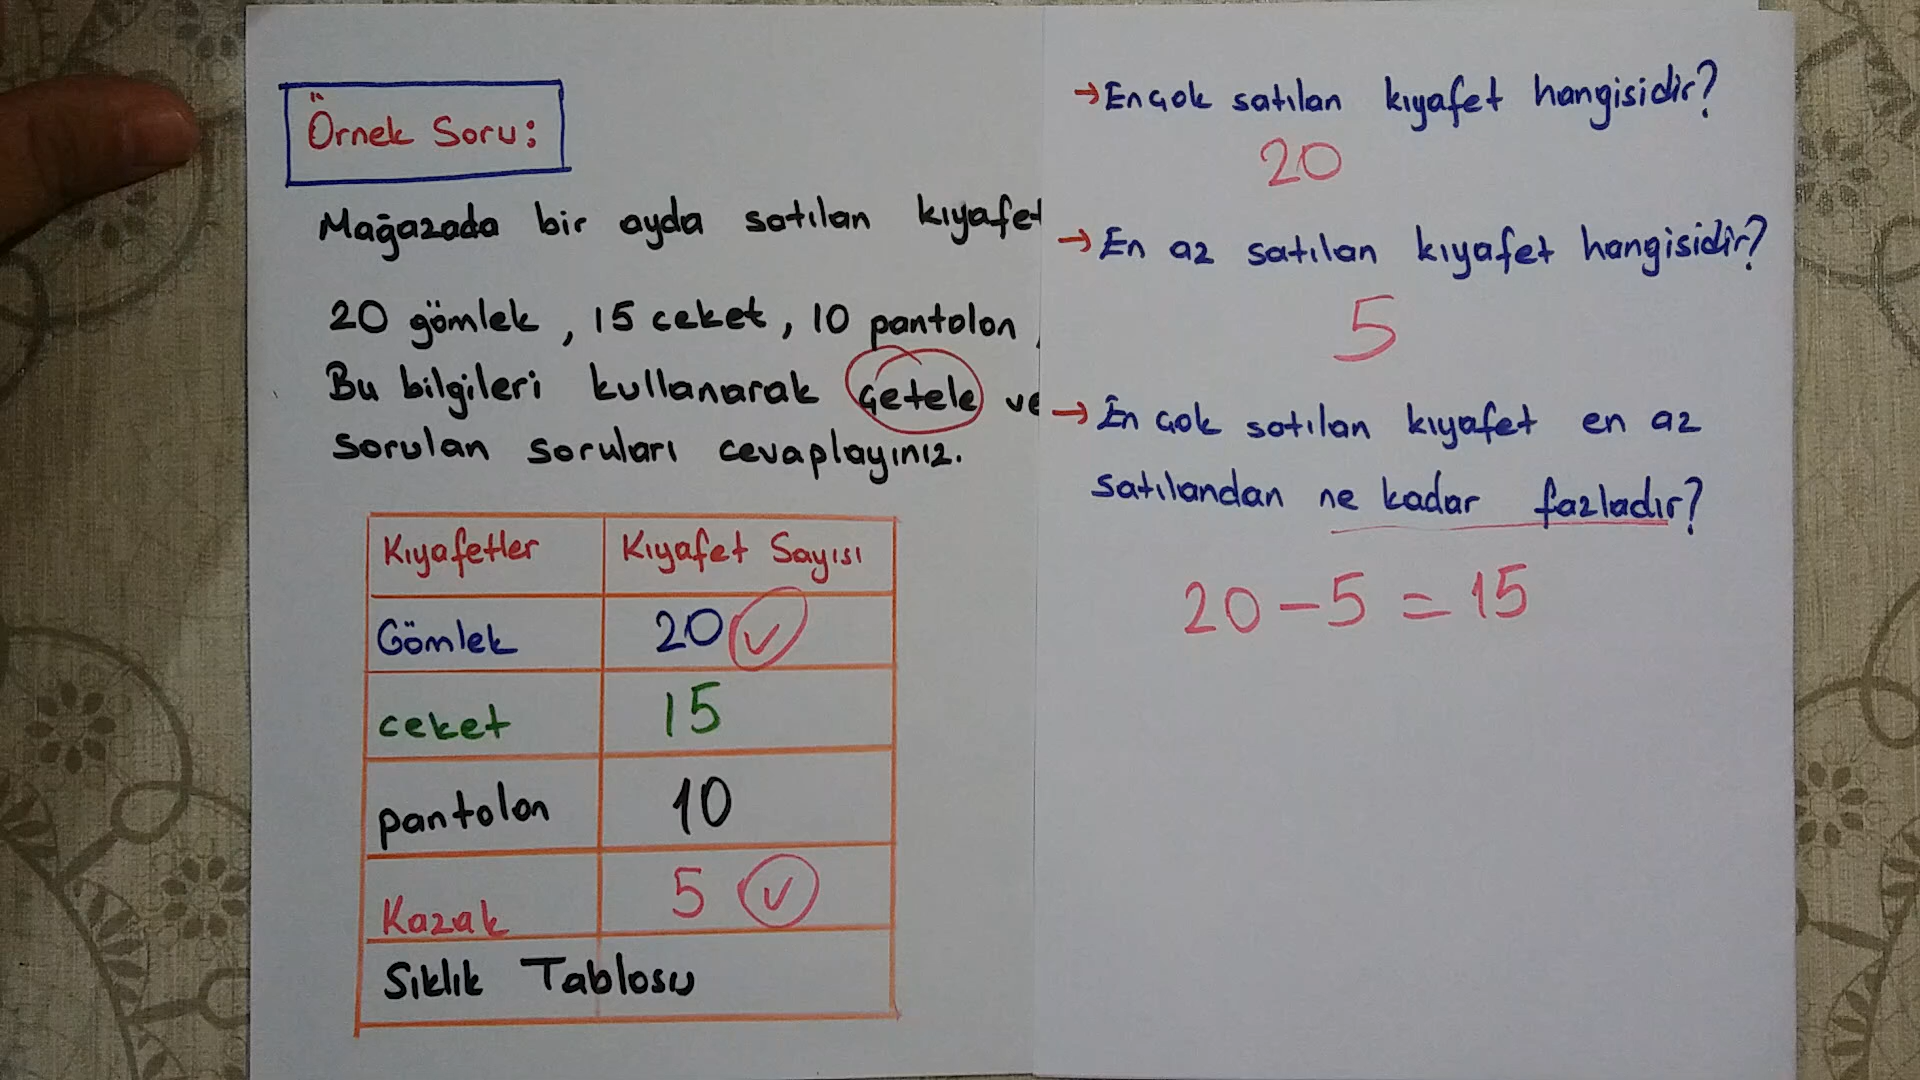 Örnek Soru:
Mağazada bir ayda satılan kıyafet
20 gömlek, 15 ceket, 10 pantolon,
Bu bilgileri kullanarak çetele ve
sorulan soruları cevaplayınız.
Kıyafetler Kıyafet Sayısı
Gömlek 20
ceket 15
pantolon 10
Kazak 5
Sıklık Tablosu
→ En çok satılan kıyafet hangisidir?
20
→ En az satılan kıyafet hangisidir?
5
→ En çok satılan kıyafet en az
satılandan ne kadar fazladır?
20 - 5 = 15